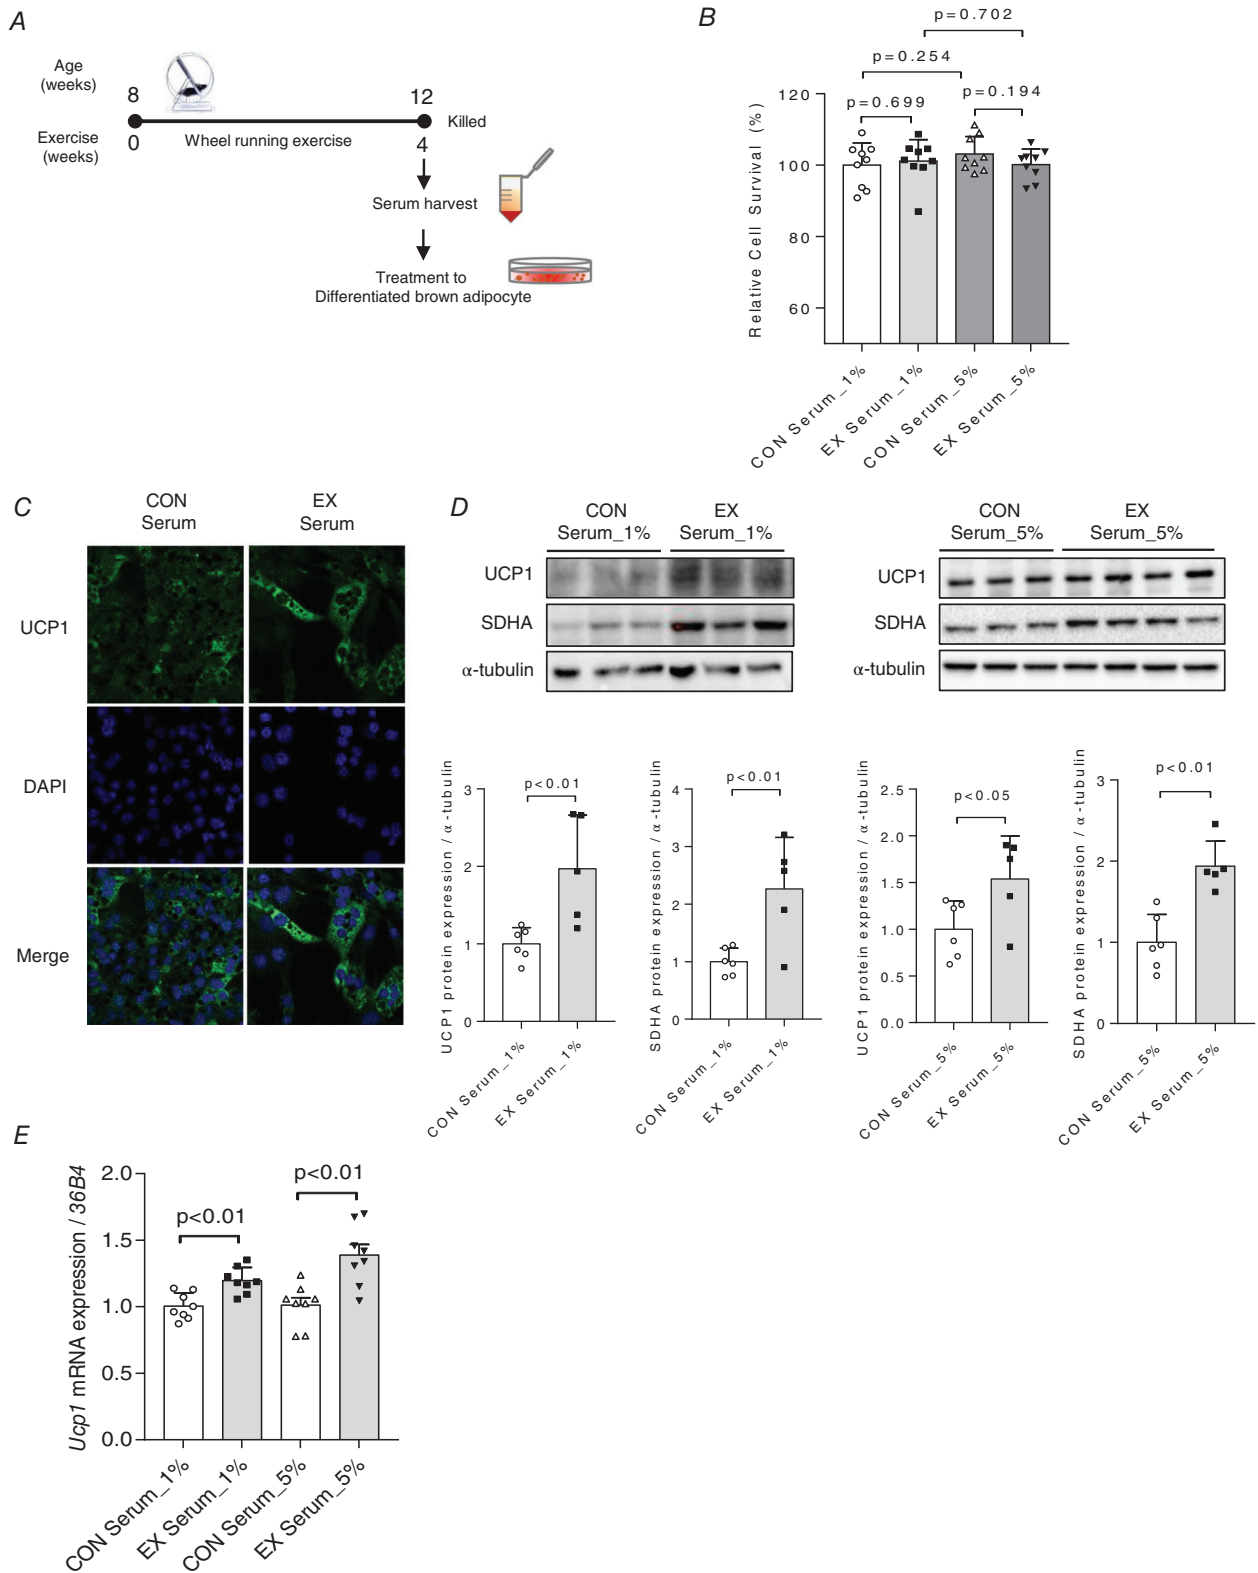 A
Age
(weeks)
8
12
Killed
Exercise
(weeks)
0
Wheel running exercise
4
Serum harvest
Treatment to
Differentiated brown adipocyte
B
p=0.702
p=0.254
p=0.699
p=0.194
Relative Cell Survival (%)
120
100
80
60
CON Serum_1%
EX Serum_1%
CON Serum_5%
EX Serum_5%
C
CON
Serum
EX
Serum
UCP1
DAPI
Merge
D
CON
Serum_1%
EX
Serum_1%
UCP1
SDHA
α-tubulin
CON
Serum_5%
EX
Serum_5%
UCP1
SDHA
α-tubulin
UCP1 protein expression / α-tubulin
3
2
1
0
p<0.01
CON Serum_1%
EX Serum_1%
SDHA protein expression / α-tubulin
4
3
2
1
0
p<0.01
CON Serum_1%
EX Serum_1%
UCP1 protein expression / α-tubulin
2.5
2.0
1.5
1.0
0.5
0.0
p<0.05
CON Serum_5%
EX Serum_5%
SDHA protein expression / α-tubulin
3
2
1
0
p<0.01
CON Serum_5%
EX Serum_5%
E
Ucp1 mRNA expression / 36B4
2.0
1.5
1.0
0.5
0.0
p<0.01
p<0.01
CON Serum_1%
EX Serum_1%
CON Serum_5%
EX Serum_5%